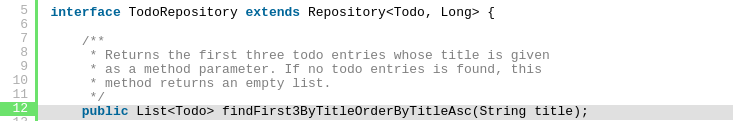 5 interface TodoRepository extends Repository<Todo, Long> {
6
7 /**
8 * Returns the first three todo entries whose title is given
9 * as a method parameter. If no todo entries is found, this
10 * method returns an empty list.
11 */
12 public List<Todo> findFirst3ByTitleOrderByTitleAsc(String title);